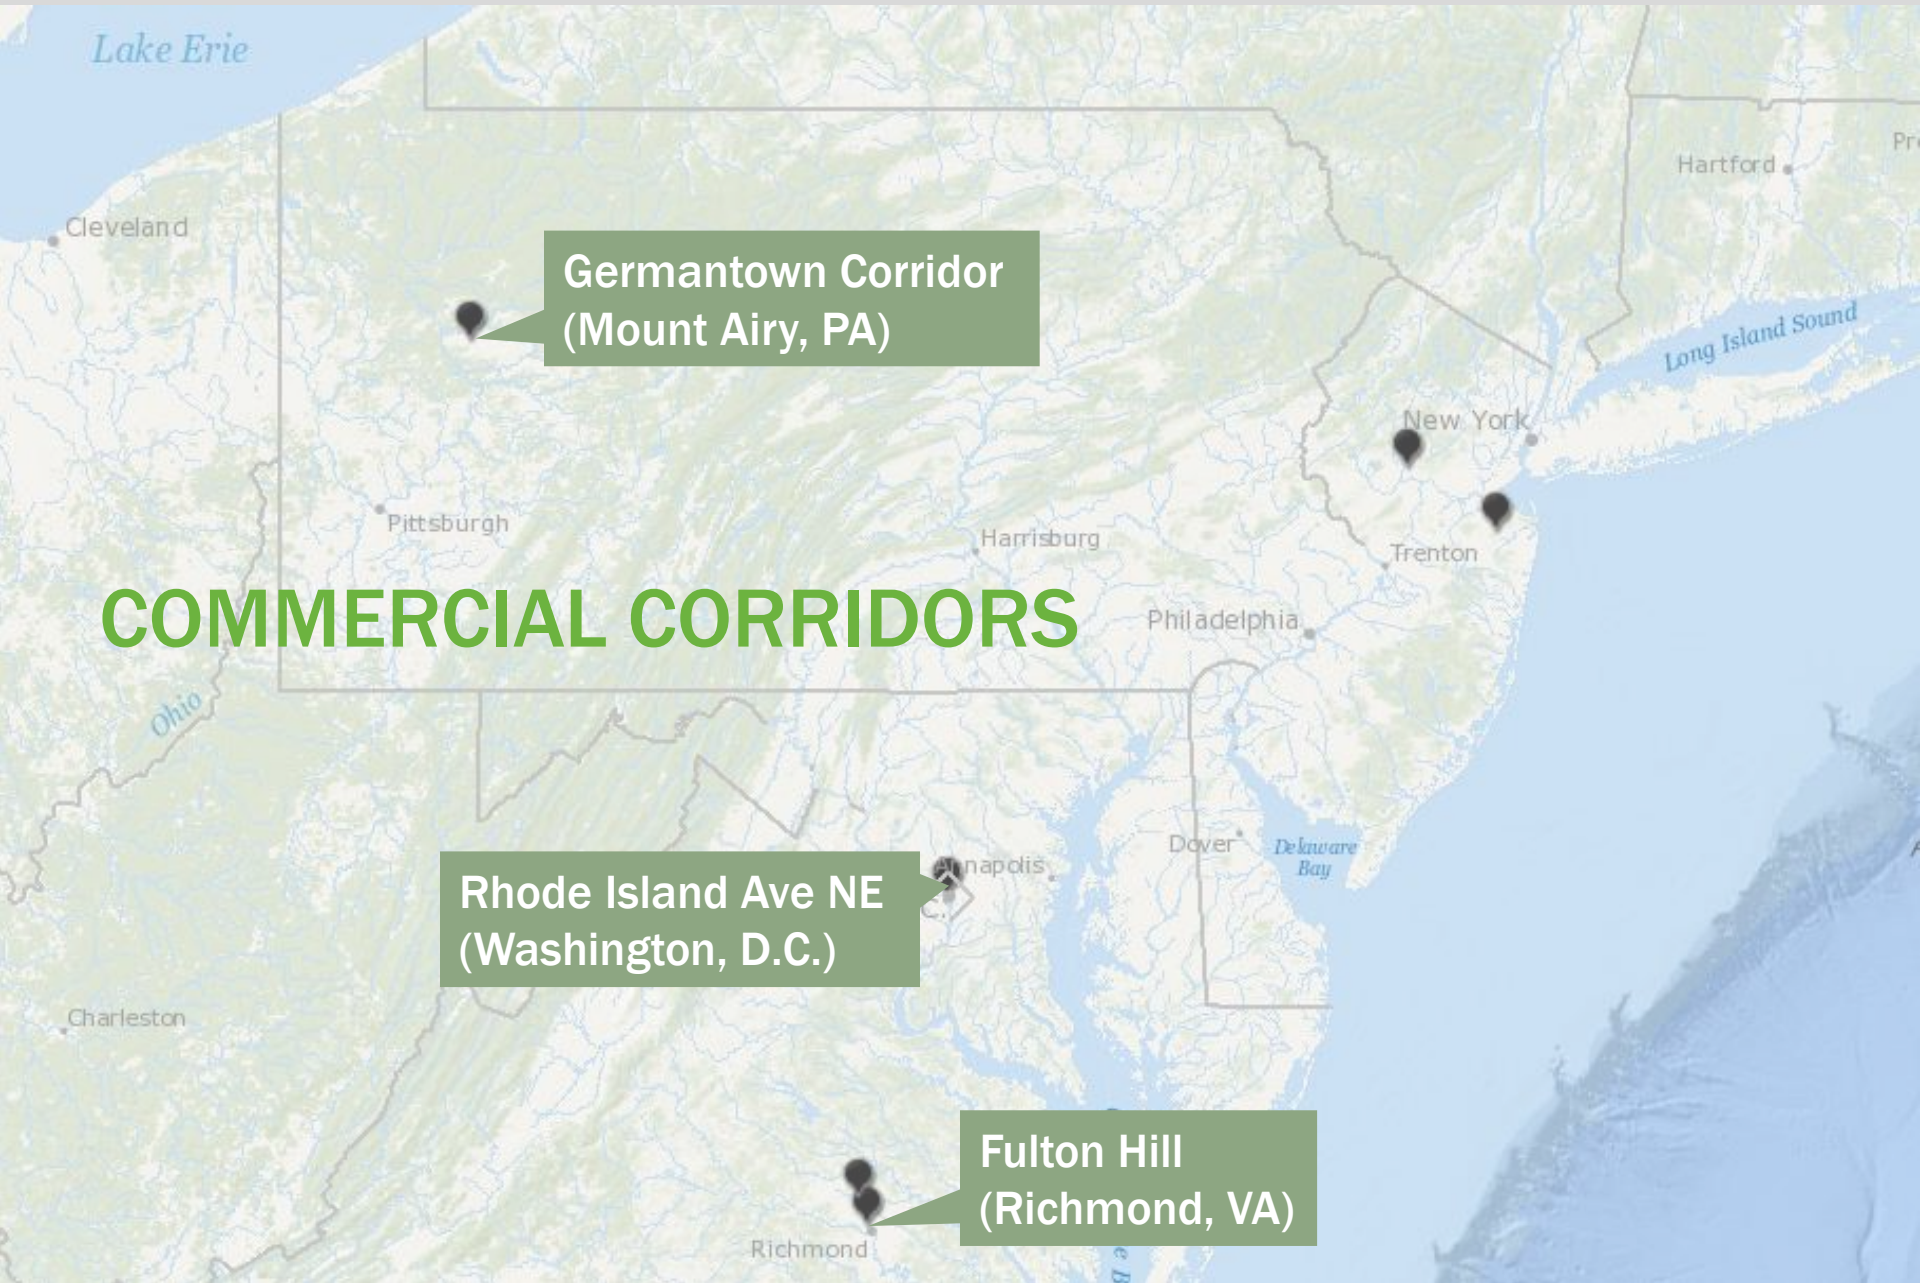 Lake Erie
Hartford
Cleveland
Germantown Corridor
(Mount Airy, PA)
Long Island Sound
New York
Pittsburgh
Harrisburg
Trenton
COMMERCIAL CORRIDORS
Philadelphia
Ohio
Dover
Delaware
Bay
Annapolis
Rhode Island Ave NE
(Washington, D.C.)
Charleston
Fulton Hill
(Richmond, VA)
Richmond